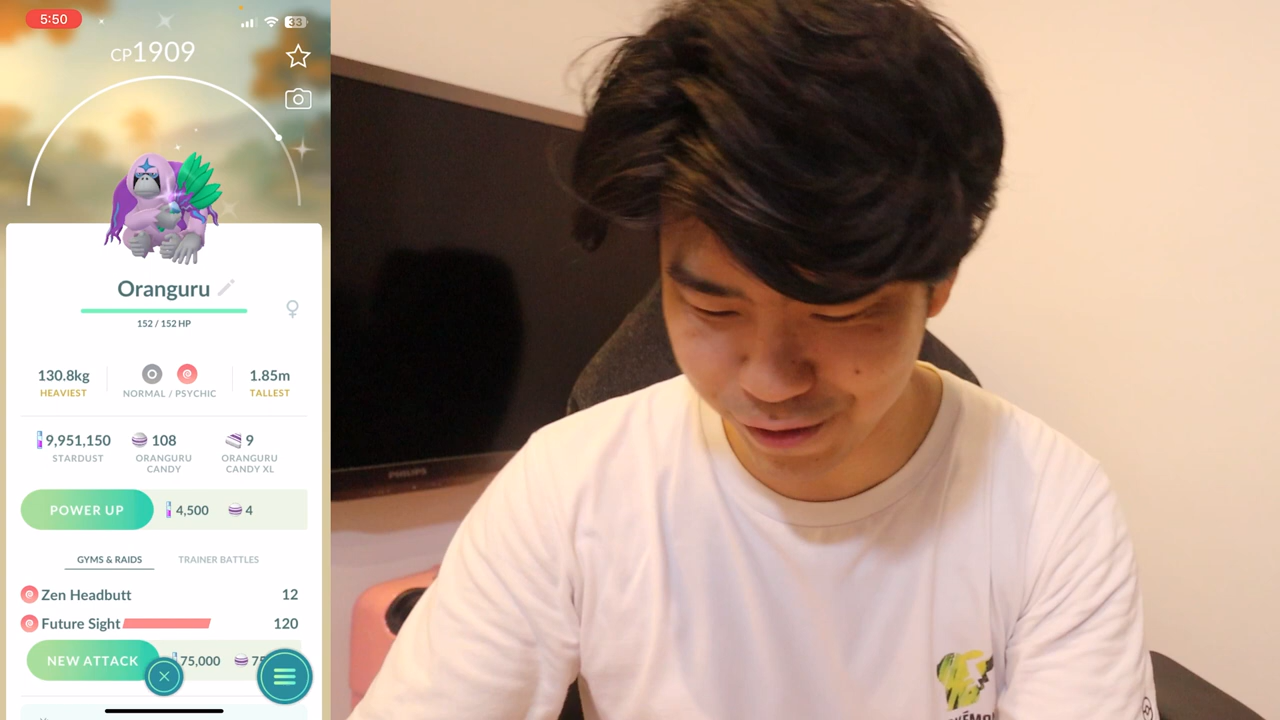 5:50
33
CP1909
Oranguru
152 / 152 HP
130.8kg
HEAVIEST
NORMAL / PSYCHIC
1.85m
TALLEST
9,951,150
STARDUST
108
ORANGURU
CANDY
9
ORANGURU
CANDY XL
POWER UP
4,500
4
GYMS & RAIDS
TRAINER BATTLES
Zen Headbutt
12
Future Sight
120
NEW ATTACK
75,000
PHILIPS